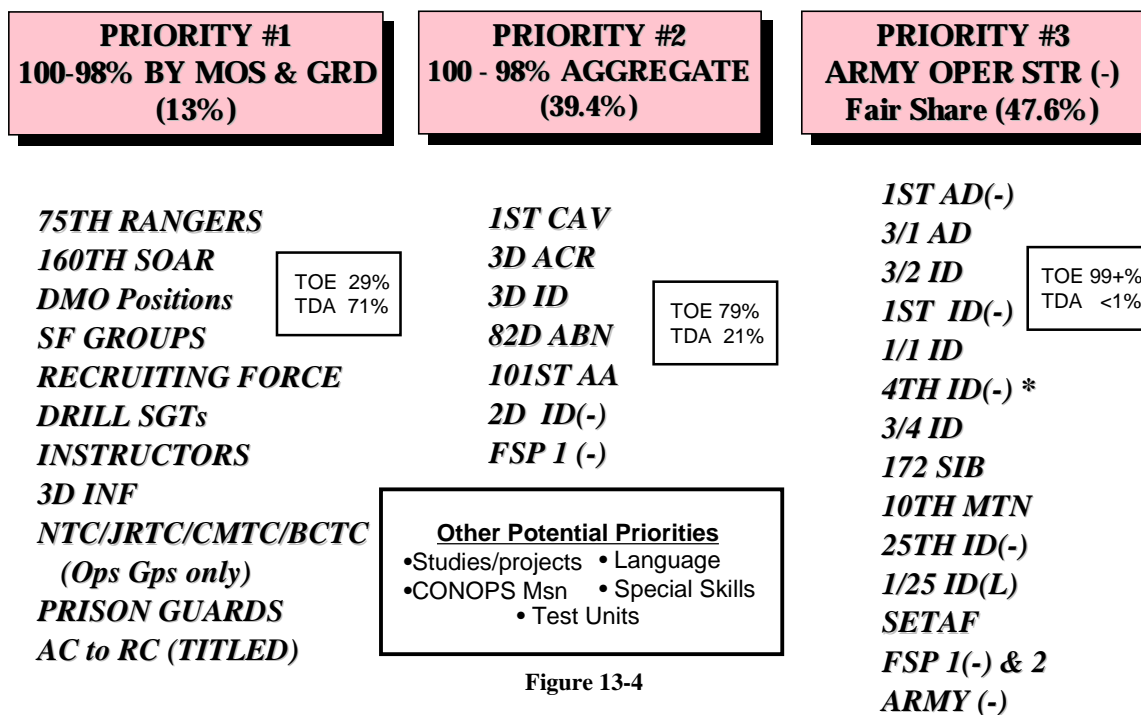 PRIORITY #1
100-98% BY MOS & GRD
(13%)
75TH RANGERS
160TH SOAR
DMO Positions
SF GROUPS
RECRUITING FORCE
DRILL SGTs
INSTRUCTORS
3D INF
NTC/JRTC/CMTC/BCTC
(Ops Gps only)
PRISON GUARDS
AC to RC (TITLED)
TOE 29%
TDA 71%
PRIORITY #2
100 - 98% AGGREGATE
(39.4%)
1ST CAV
3D ACR
3D ID
82D ABN
101ST AA
2D ID(-)
FSP 1 (-)
TOE 79%
TDA 21%
Other Potential Priorities
•Studies/projects • Language
•CONOPS Msn • Special Skills
• Test Units
Figure 13-4
PRIORITY #3
ARMY OPER STR (-)
Fair Share (47.6%)
1ST AD(-)
3/1 AD
3/2 ID
1ST ID(-)
1/1 ID
4TH ID(-) *
3/4 ID
172 SIB
10TH MTN
25TH ID(-)
1/25 ID(L)
SETAF
FSP 1(-) & 2
ARMY (-)
TOE 99+%
TDA <1%